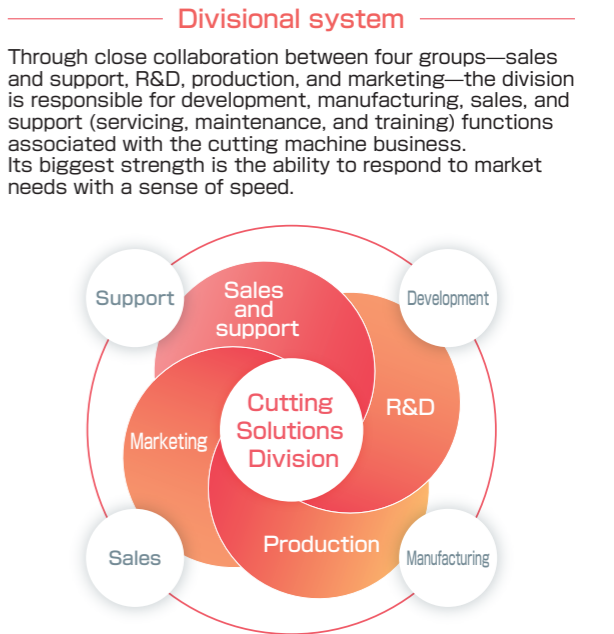 Divisional system
Through close collaboration between four groups—sales
and support, R&D, production, and marketing—the division
is responsible for development, manufacturing, sales, and
support (servicing, maintenance, and training) functions
associated with the cutting machine business.
Its biggest strength is the ability to respond to market
needs with a sense of speed.
Support
Sales
and
support
Development
Cutting
Solutions
Division
R&D
Marketing
Production
Sales
Manufacturing